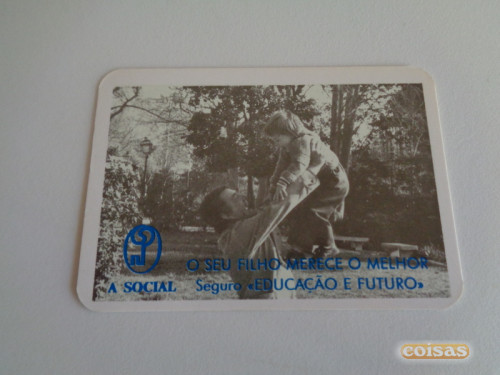 O SEU FILHO MERECE O MELHOR
A SOCIAL Seguro «EDUCAÇÃO E FUTURO»
coisas